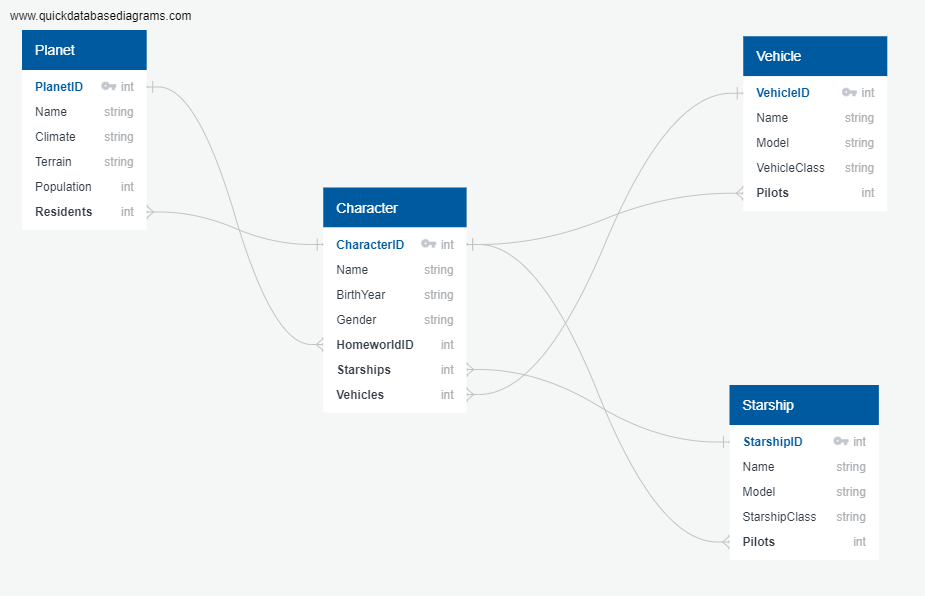 www.quickdatabasediagrams.com
Planet
PlanetID int
Name string
Climate string
Terrain string
Population int
Residents int
Character
CharacterID int
Name string
BirthYear string
Gender string
HomeworldID int
Starships int
Vehicles int
Vehicle
VehicleID int
Name string
Model string
VehicleClass string
Pilots int
Starship
StarshipID int
Name string
Model string
StarshipClass string
Pilots int